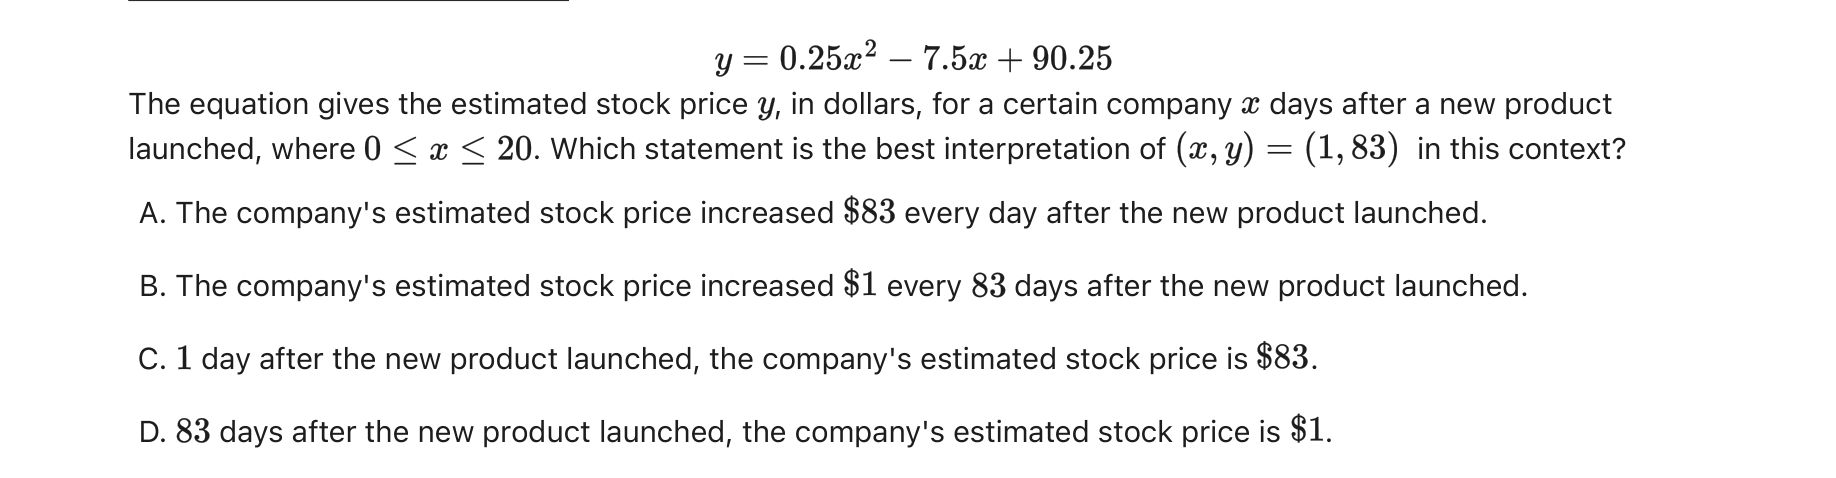 y = 0.25x² − 7.5x + 90.25
The equation gives the estimated stock price y, in dollars, for a certain company x days after a new product
launched, where 0 ≤ x ≤ 20. Which statement is the best interpretation of (x, y) = (1, 83) in this context?
A. The company's estimated stock price increased $83 every day after the new product launched.
B. The company's estimated stock price increased $1 every 83 days after the new product launched.
C. 1 day after the new product launched, the company's estimated stock price is $83.
D. 83 days after the new product launched, the company's estimated stock price is $1.